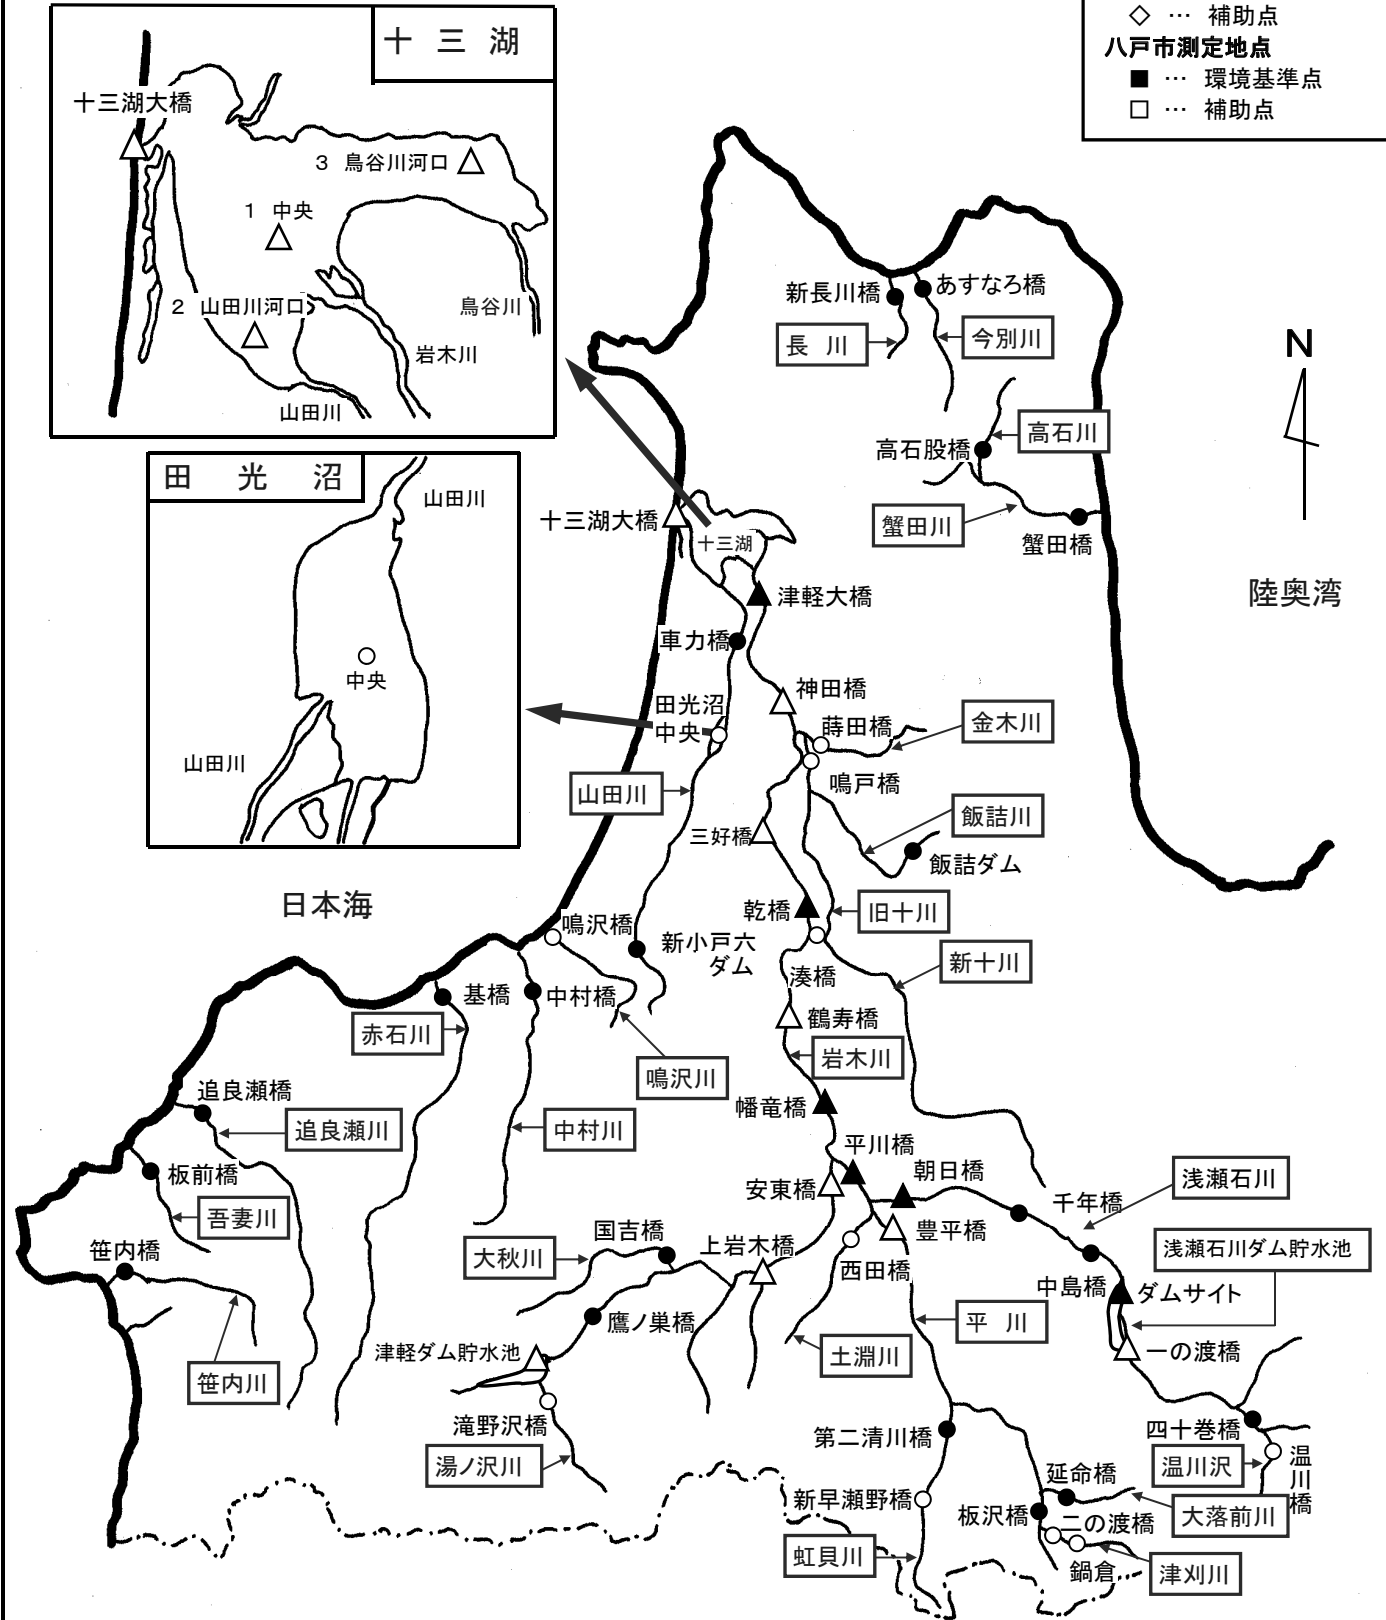 十 三 湖
十三湖大橋
3 鳥谷川河口
1 中央
2 山田川河口
鳥谷川
岩木川
山田川
◇ … 補助点
八戸市測定地点
■ … 環境基準点
□ … 補助点
田 光 沼
山田川
中央
山田川
N
陸奥湾
日本海
新長川橋
あすなろ橋
長 川
今別川
高石股橋
高石川
蟹田川
蟹田橋
十三湖大橋
十三湖
津軽大橋
車力橋
神田橋
田光沼
中央
蒔田橋
金木川
鳴戸橋
山田川
飯詰川
三好橋
飯詰ダム
乾橋
旧十川
鳴沢橋
新小戸六
ダム
新十川
湊橋
基橋
中村橋
鶴寿橋
赤石川
岩木川
鳴沢川
追良瀬橋
幡竜橋
追良瀬川
中村川
平川橋
朝日橋
板前橋
安東橋
千年橋
浅瀬石川
吾妻川
国吉橋
豊平橋
笹内橋
大秋川
上岩木橋
西田橋
浅瀬石川ダム貯水池
中島橋
ダムサイト
鷹ノ巣橋
平 川
津軽ダム貯水池
土淵川
一の渡橋
笹内川
滝野沢橋
第二清川橋
四十巻橋
湯ノ沢川
延命橋
温川沢
温川橋
新早瀬野橋
板沢橋
大落前川
二の渡橋
虹貝川
鍋倉
津刈川